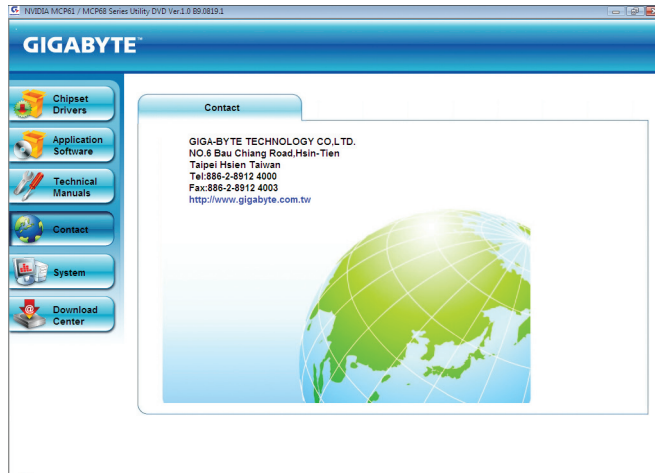 NVIDIA MCP61 / MCP68 Series Utility DVD Ver.1.0 B9.0819.1
GIGABYTE™
Chipset
Drivers
Application
Software
Technical
Manuals
Contact
System
Download
Center
Contact
GIGA-BYTE TECHNOLOGY CO,LTD.
NO.6 Bau Chiang Road,Hsin-Tien
Taipei Hsien Taiwan
Tel:886-2-8912 4000
Fax:886-2-8912 4003
http://www.gigabyte.com.tw